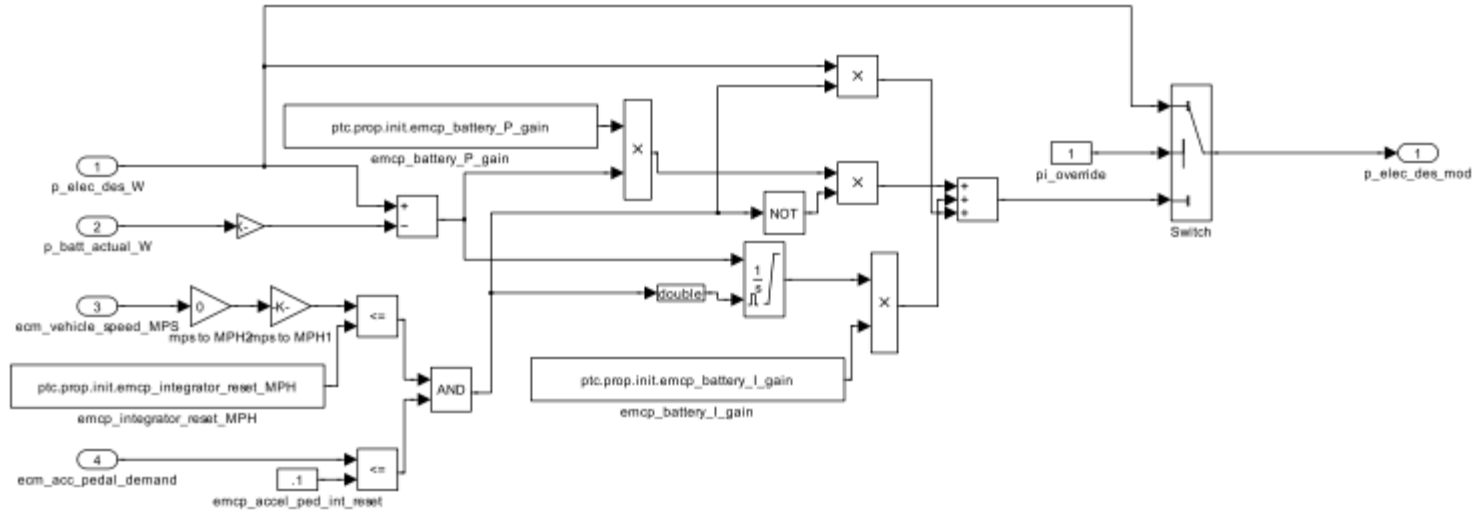 ×
ptc.prop.init.emcp_battery_P_gain
×
emcp_battery_P_gain
1
p_elec_des_W
1
pi_override
1
p_elec_des_mod
×
+
−
NOT
+
+
+
2
p_batt_actual_W
Switch
1
s
3
ecm_vehicle_speed_MPS
0
mps to MPH2
-K-
mps to MPH1
<=
double
×
ptc.prop.init.emcp_integrator_reset_MPH
emcp_integrator_reset_MPH
AND
ptc.prop.init.emcp_battery_I_gain
emcp_battery_I_gain
4
ecm_acc_pedal_demand
.1
emcp_accel_ped_int_reset
<=